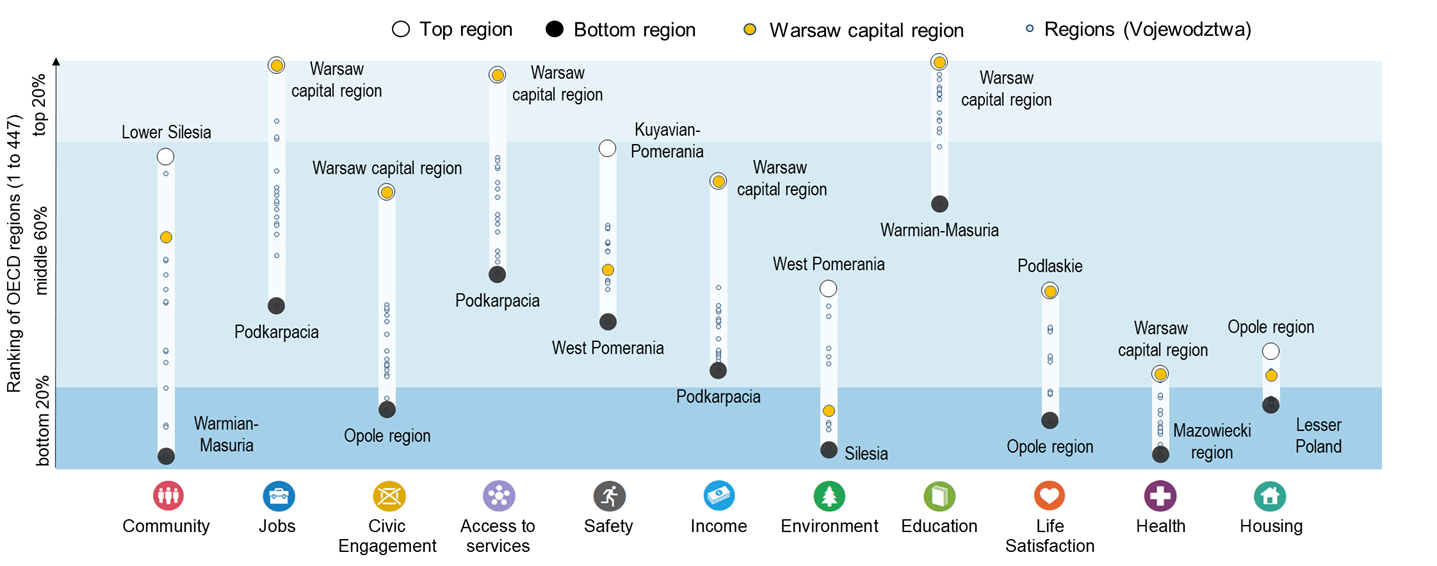 Top region
Bottom region
Warsaw capital region
Regions (Vojewodztwa)
Ranking of OECD regions (1 to 447)
top 20%
middle 60%
bottom 20%
Lower Silesia
Warmian-
Masuria
Warsaw
capital region
Podkarpacia
Warsaw capital region
Opole region
Warsaw
capital region
Podkarpacia
Kuyavian-
Pomerania
West Pomerania
Warsaw
capital region
Podkarpacia
West Pomerania
Silesia
Warsaw
capital region
Warmian-Masuria
Podlaskie
Opole region
Warsaw
capital region
Mazowiecki
region
Opole region
Lesser
Poland
Community
Jobs
Civic
Engagement
Access to
services
Safety
Income
Environment
Education
Life
Satisfaction
Health
Housing